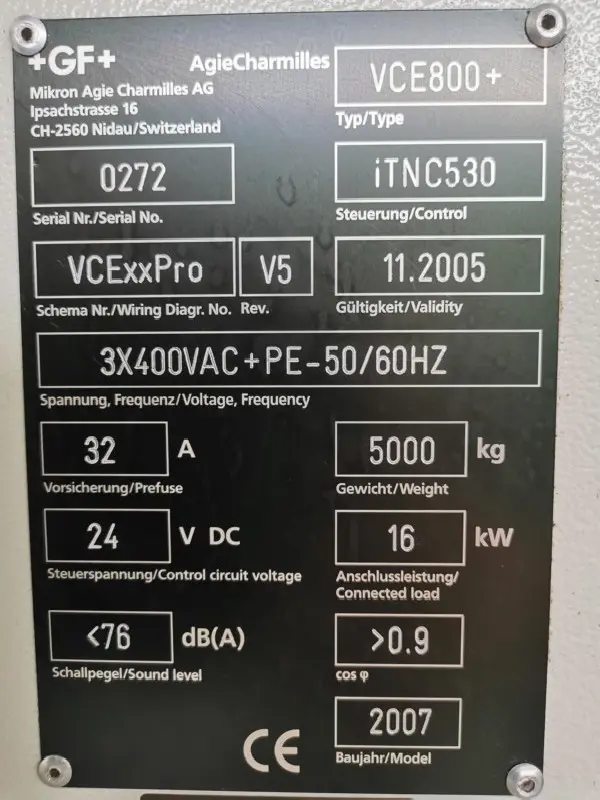 +GF+
AgieCharmilles
Mikron Agie Charmilles AG
Ipsachstrasse 16
CH-2560 Nidau/Switzerland
VCE800+
Typ/Type
0272
Serial Nr./Serial No.
iTNC530
Steuerung/Control
VCExxPro
V5
Schema Nr./Wiring Diagr. No. Rev.
11.2005
Gültigkeit/Validity
3X400VAC+PE-50/60HZ
Spannung, Frequenz/Voltage, Frequency
32 A
Vorsicherung/Prefuse
5000 kg
Gewicht/Weight
24 V DC
Steuerspannung/Control circuit voltage
16 kW
Anschlussleistung/
Connected load
<76 dB(A)
Schallpegel/Sound level
>0.9
cos φ
2007
Baujahr/Model
CE